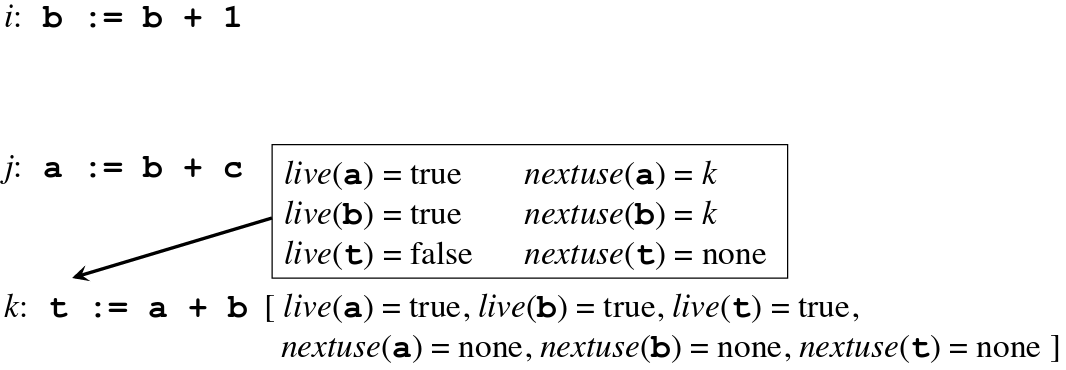 i: b := b + 1
j: a := b + c
live(a) = true nextuse(a) = k
live(b) = true nextuse(b) = k
live(t) = false nextuse(t) = none
k: t := a + b [ live(a) = true, live(b) = true, live(t) = true,
nextuse(a) = none, nextuse(b) = none, nextuse(t) = none ]